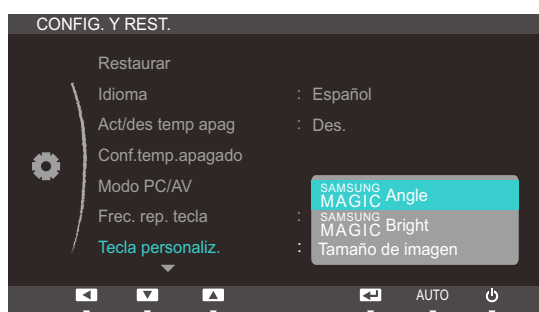 CONFIG. Y REST.
Restaurar
Idioma : Español
Act/des temp apag : Des.
Conf.temp.apagado
Modo PC/AV
Frec. rep. tecla :
Tecla personaliz. :
SAMSUNG MAGIC Angle
SAMSUNG MAGIC Bright
Tamaño de imagen
AUTO